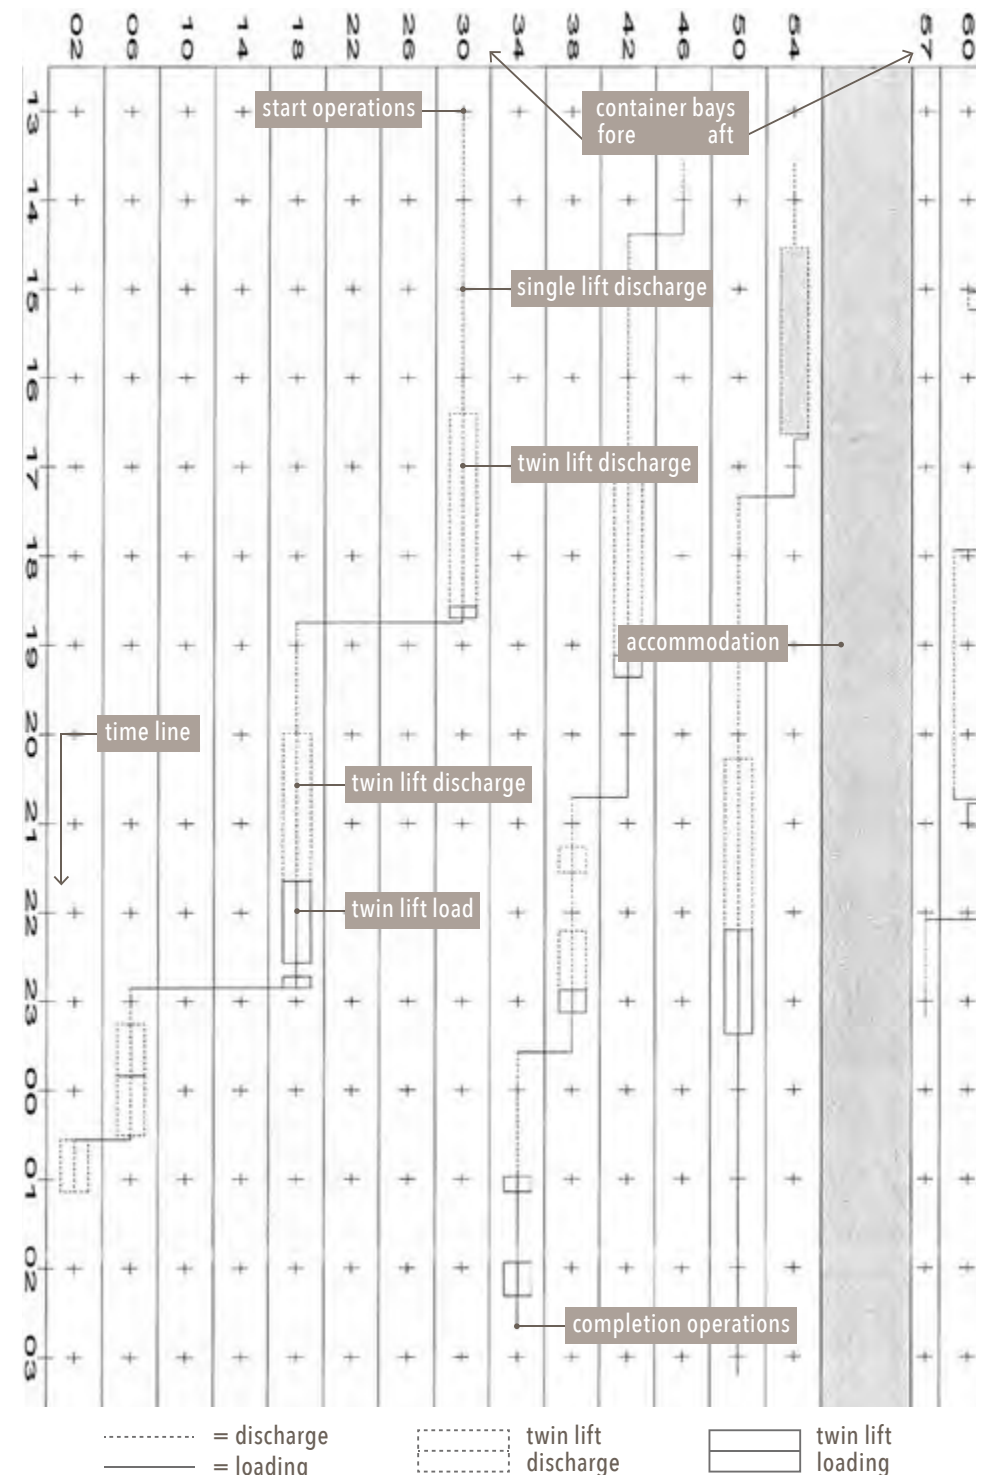 02 06 10 14 18 22 26 30 34 38 42 46 50 54 57 60
start operations
container bays
fore aft
13
14
single lift discharge
15
16
twin lift discharge
17
18
accommodation
19
time line
20
twin lift discharge
21
twin lift load
22
23
00
01
02
completion operations
03
= discharge
= loading
twin lift
discharge
twin lift
loading